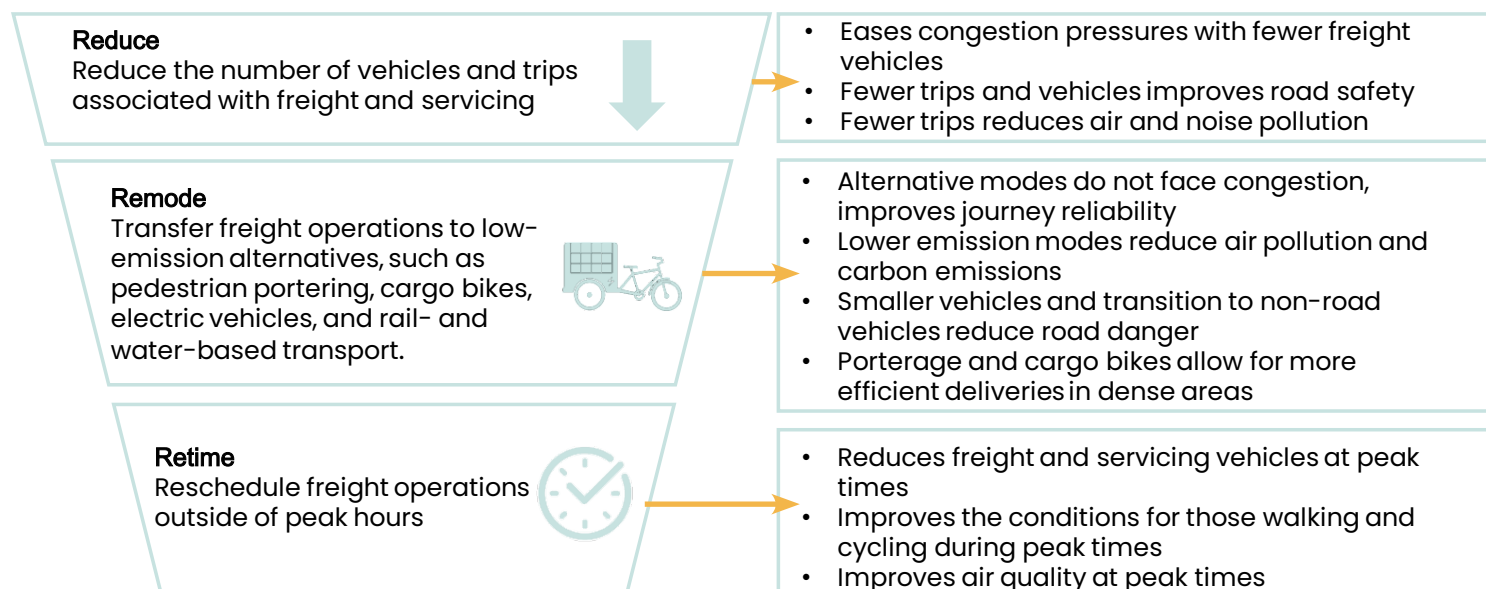 Reduce
Reduce the number of vehicles and trips
associated with freight and servicing
• Eases congestion pressures with fewer freight
vehicles
• Fewer trips and vehicles improves road safety
• Fewer trips reduces air and noise pollution
Remode
Transfer freight operations to low-
emission alternatives, such as
pedestrian portering, cargo bikes,
electric vehicles, and rail- and
water-based transport.
• Alternative modes do not face congestion,
improves journey reliability
• Lower emission modes reduce air pollution and
carbon emissions
• Smaller vehicles and transition to non-road
vehicles reduce road danger
• Porterage and cargo bikes allow for more
efficient deliveries in dense areas
Retime
Reschedule freight operations
outside of peak hours
• Reduces freight and servicing vehicles at peak
times
• Improves the conditions for those walking and
cycling during peak times
• Improves air quality at peak times